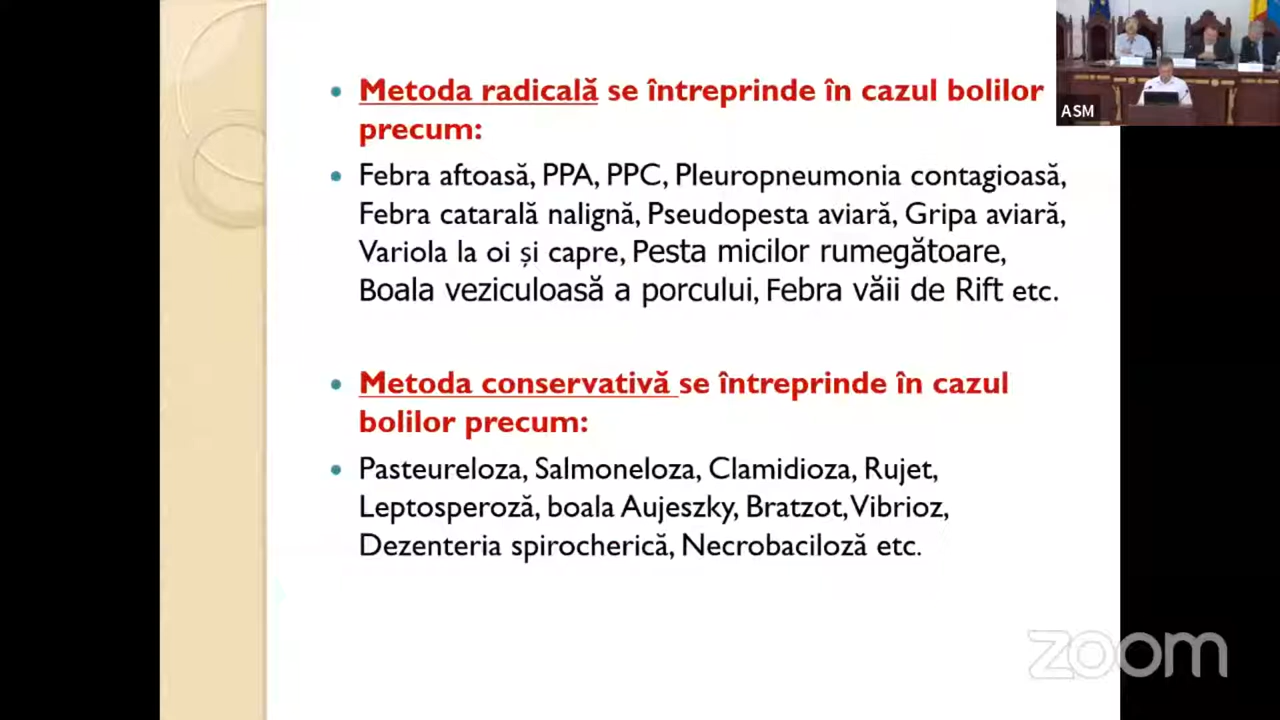 Metoda radicală se întreprinde în cazul bolilor
precum:
Febra aftoasă, PPA, PPC, Pleuropneumonia contagioasă,
Febra catarală nalignă, Pseudopesta aviară, Gripa aviară,
Variola la oi și capre, Pesta micilor rumegătoare,
Boala veziculoasă a porcului, Febra văii de Rift etc.
Metoda conservativă se întreprinde în cazul
bolilor precum:
Pasteureloza, Salmoneloza, Clamidioza, Rujet,
Leptosperoză, boala Aujeszky, Bratzot, Vibrioz,
Dezenteria spirocherică, Necrobaciloză etc.
ASM
zoom